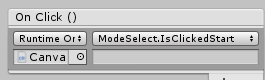 On Click ()
Runtime Or
ModeSelect.IsClickedStart
Canva